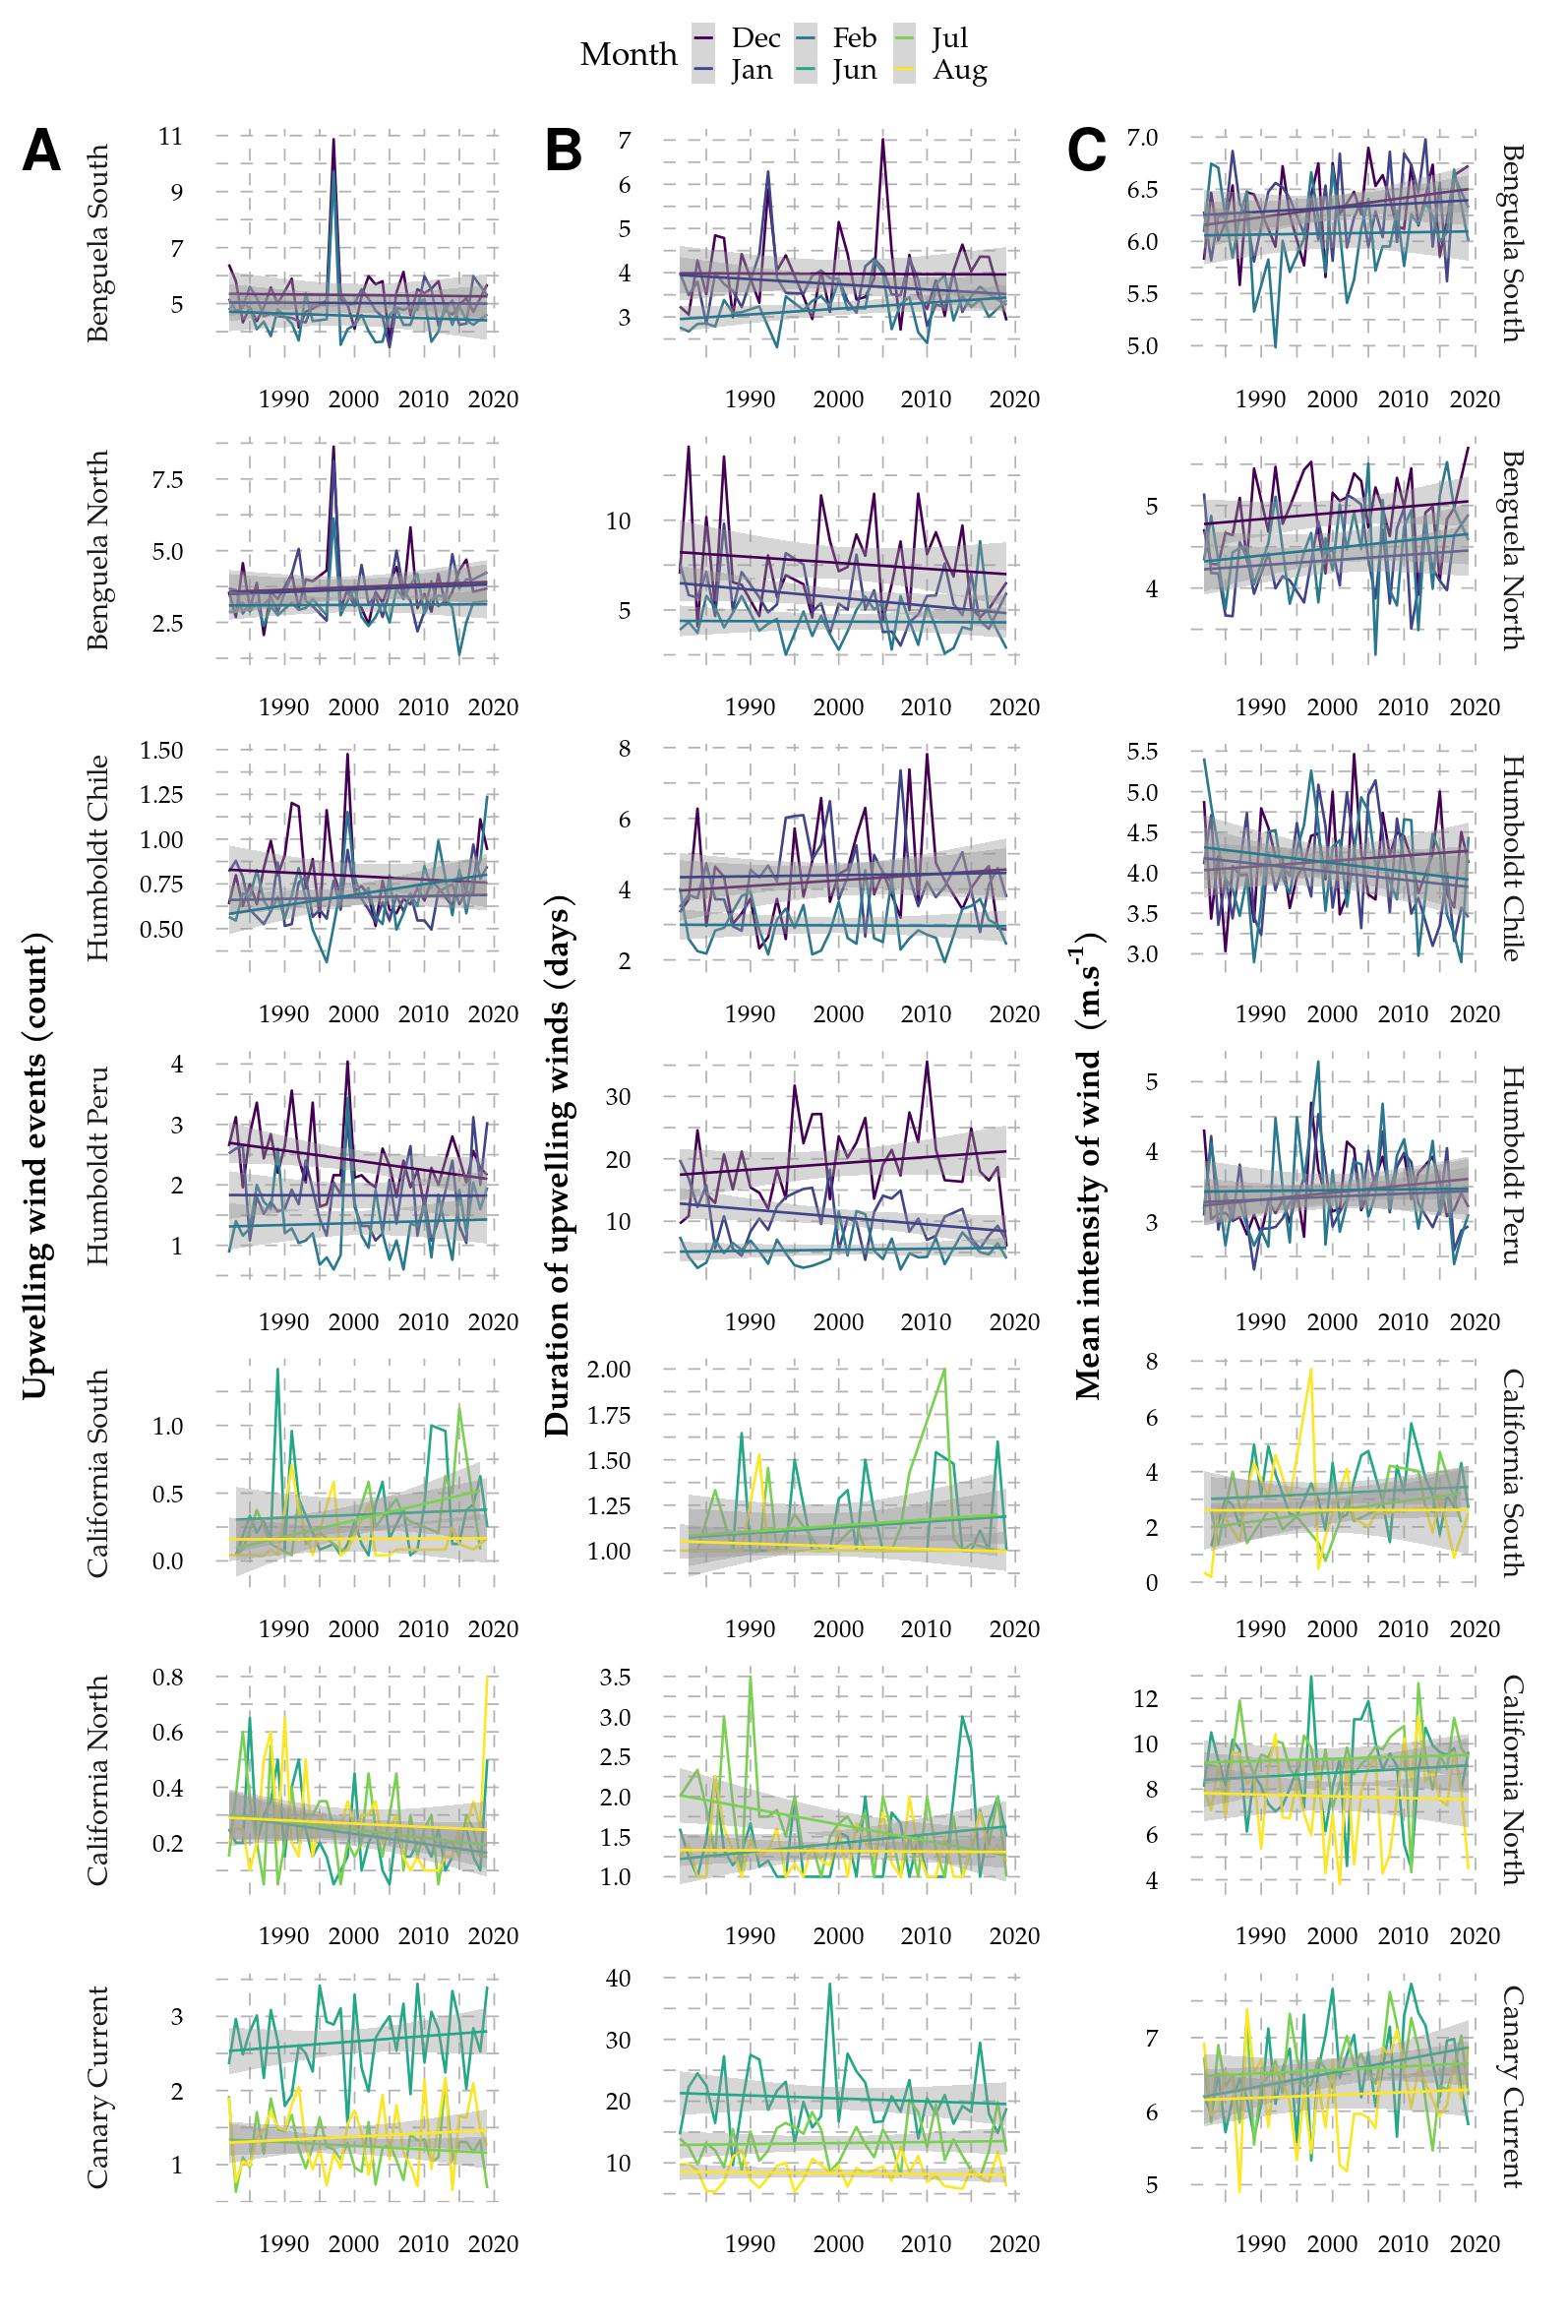 Month Dec Feb Jul
Jan Jun Aug
A
B
C
Upwelling wind events (count)
Duration of upwelling winds (days)
Mean intensity of wind (m.s⁻¹)
Benguela South
11
9
7
5
1990 2000 2010 2020
7
6
5
4
3
1990 2000 2010 2020
7.0
6.5
6.0
5.5
5.0
1990 2000 2010 2020
Benguela South
Benguela North
7.5
5.0
2.5
1990 2000 2010 2020
10
5
1990 2000 2010 2020
5
4
1990 2000 2010 2020
Benguela North
Humboldt Chile
1.50
1.25
1.00
0.75
0.50
1990 2000 2010 2020
8
6
4
2
1990 2000 2010 2020
5.5
5.0
4.5
4.0
3.5
3.0
1990 2000 2010 2020
Humboldt Chile
Humboldt Peru
4
3
2
1
1990 2000 2010 2020
30
20
10
1990 2000 2010 2020
5
4
3
1990 2000 2010 2020
Humboldt Peru
California South
1.0
0.5
0.0
1990 2000 2010 2020
2.00
1.75
1.50
1.25
1.00
1990 2000 2010 2020
8
6
4
2
0
1990 2000 2010 2020
California South
California North
0.8
0.6
0.4
0.2
1990 2000 2010 2020
3.5
3.0
2.5
2.0
1.5
1.0
1990 2000 2010 2020
12
10
8
6
4
1990 2000 2010 2020
California North
Canary Current
3
2
1
1990 2000 2010 2020
40
30
20
10
1990 2000 2010 2020
7
6
5
1990 2000 2010 2020
Canary Current